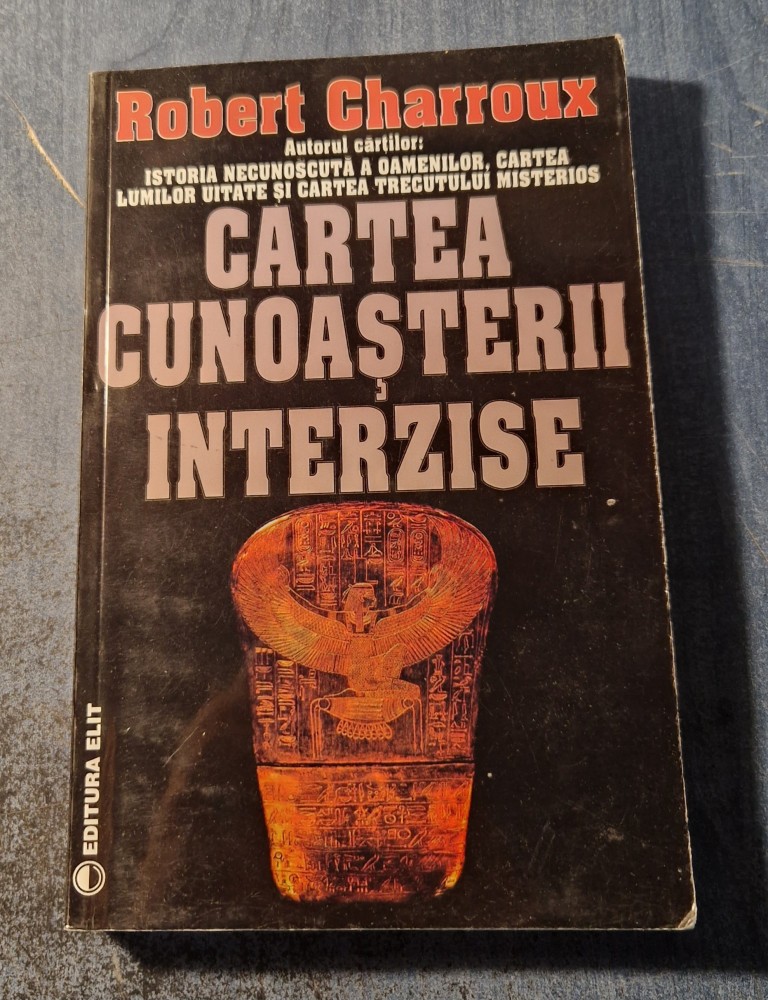 Robert Charroux
Autorul cărților:
ISTORIA NECUNOSCUTĂ A OAMENILOR, CARTEA
LUMILOR UITATE ȘI CARTEA TRECUTULUI MISTERIOS
CARTEA
CUNOAȘTERII
INTERZISE
EDITURA ELIT